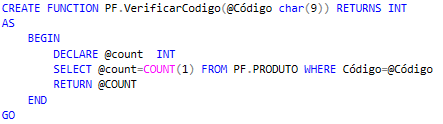 CREATE FUNCTION PF.VerificarCodigo(@Código char(9)) RETURNS INT
AS
BEGIN
DECLARE @count  INT
SELECT @count=COUNT(1) FROM PF.PRODUTO WHERE Código=@Código
RETURN @COUNT
END
GO